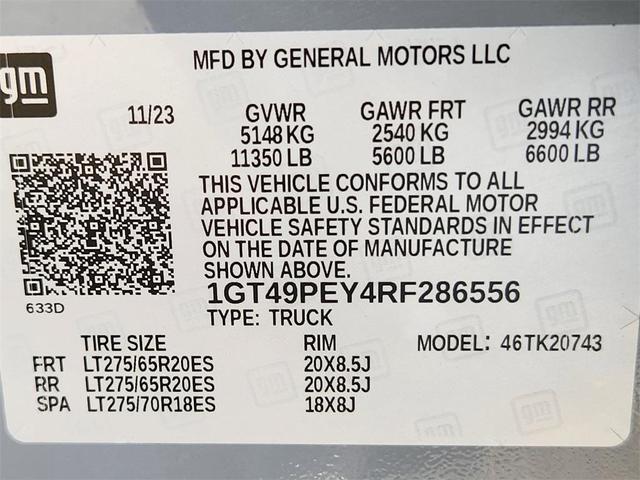 gm
MFD BY GENERAL MOTORS LLC
11/23 GVWR GAWR FRT GAWR RR
5148 KG 2540 KG 2994 KG
11350 LB 5600 LB 6600 LB
THIS VEHICLE CONFORMS TO ALL
APPLICABLE U.S. FEDERAL MOTOR
VEHICLE SAFETY STANDARDS IN EFFECT
ON THE DATE OF MANUFACTURE
SHOWN ABOVE.
1GT49PEY4RF286556
633D
TYPE: TRUCK
TIRE SIZE RIM MODEL: 46TK20743
FRT LT275/65R20ES 20X8.5J
RR LT275/65R20ES 20X8.5J
SPA LT275/70R18ES 18X8J